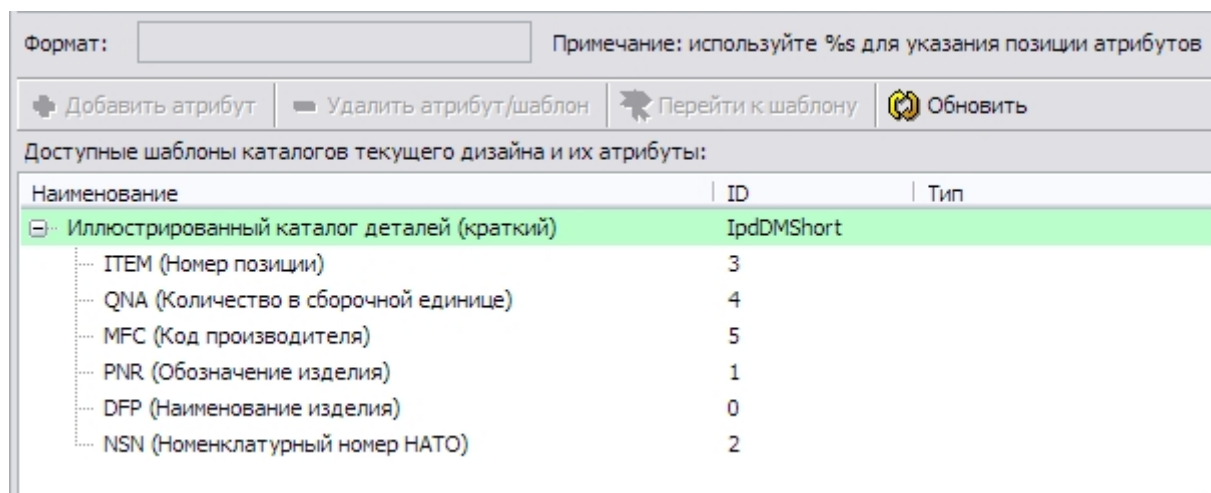 Формат: Примечание: используйте %s для указания позиции атрибутов
Добавить атрибут Удалить атрибут/шаблон Перейти к шаблону Обновить
Доступные шаблоны каталогов текущего дизайна и их атрибуты:
Наименование ID Тип
Иллюстрированный каталог деталей (краткий) IpdDMShort
ITEM (Номер позиции) 3
QNA (Количество в сборочной единице) 4
MFC (Код производителя) 5
PNR (Обозначение изделия) 1
DFP (Наименование изделия) 0
NSN (Номенклатурный номер НАТО) 2